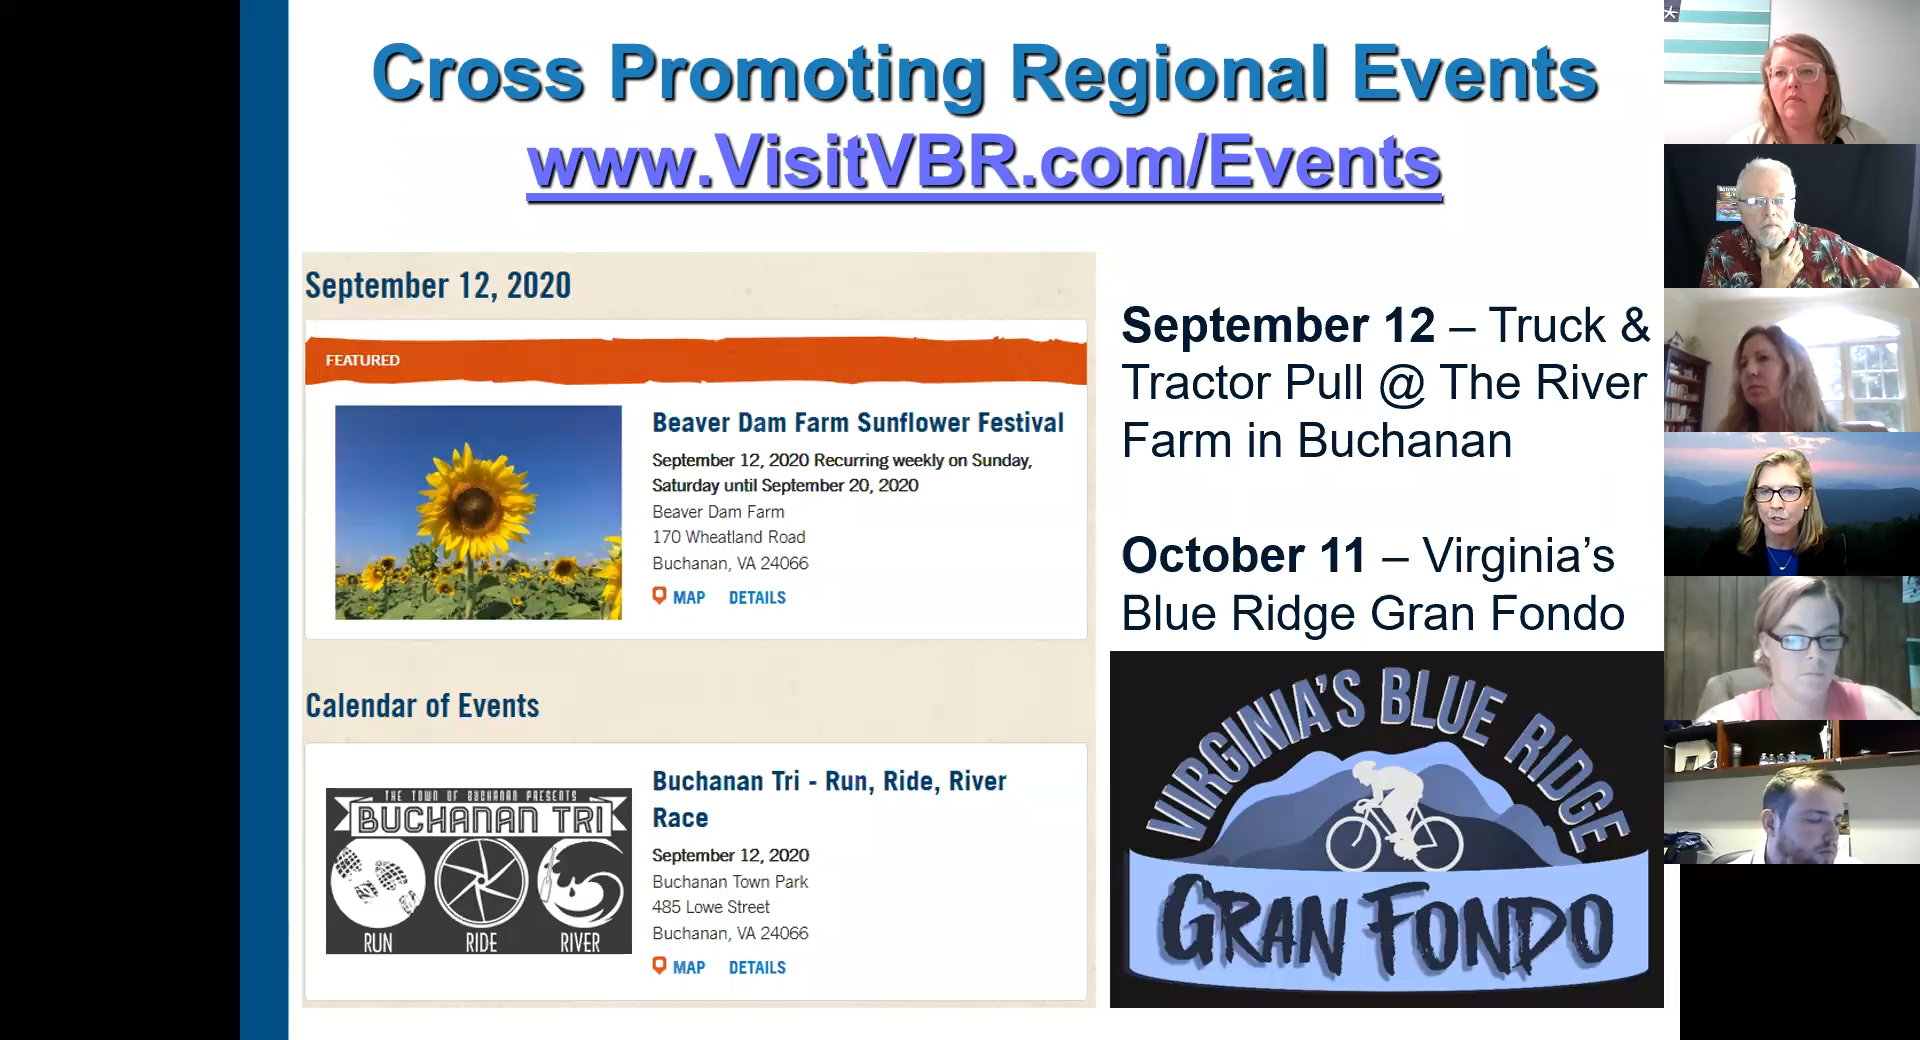 Cross Promoting Regional Events
www.VisitVBR.com/Events
September 12, 2020
FEATURED
Beaver Dam Farm Sunflower Festival
September 12, 2020 Recurring weekly on Sunday,
Saturday until September 20, 2020
Beaver Dam Farm
170 Wheatland Road
Buchanan, VA 24066
MAP DETAILS
Calendar of Events
THE TOWN OF BUCHANAN PRESENTS
BUCHANAN TRI
RUN RIDE RIVER
Buchanan Tri - Run, Ride, River
Race
September 12, 2020
Buchanan Town Park
485 Lowe Street
Buchanan, VA 24066
MAP DETAILS
September 12 – Truck &
Tractor Pull @ The River
Farm in Buchanan
October 11 – Virginia’s
Blue Ridge Gran Fondo
VIRGINIA'S BLUE RIDGE
GRAN FONDO